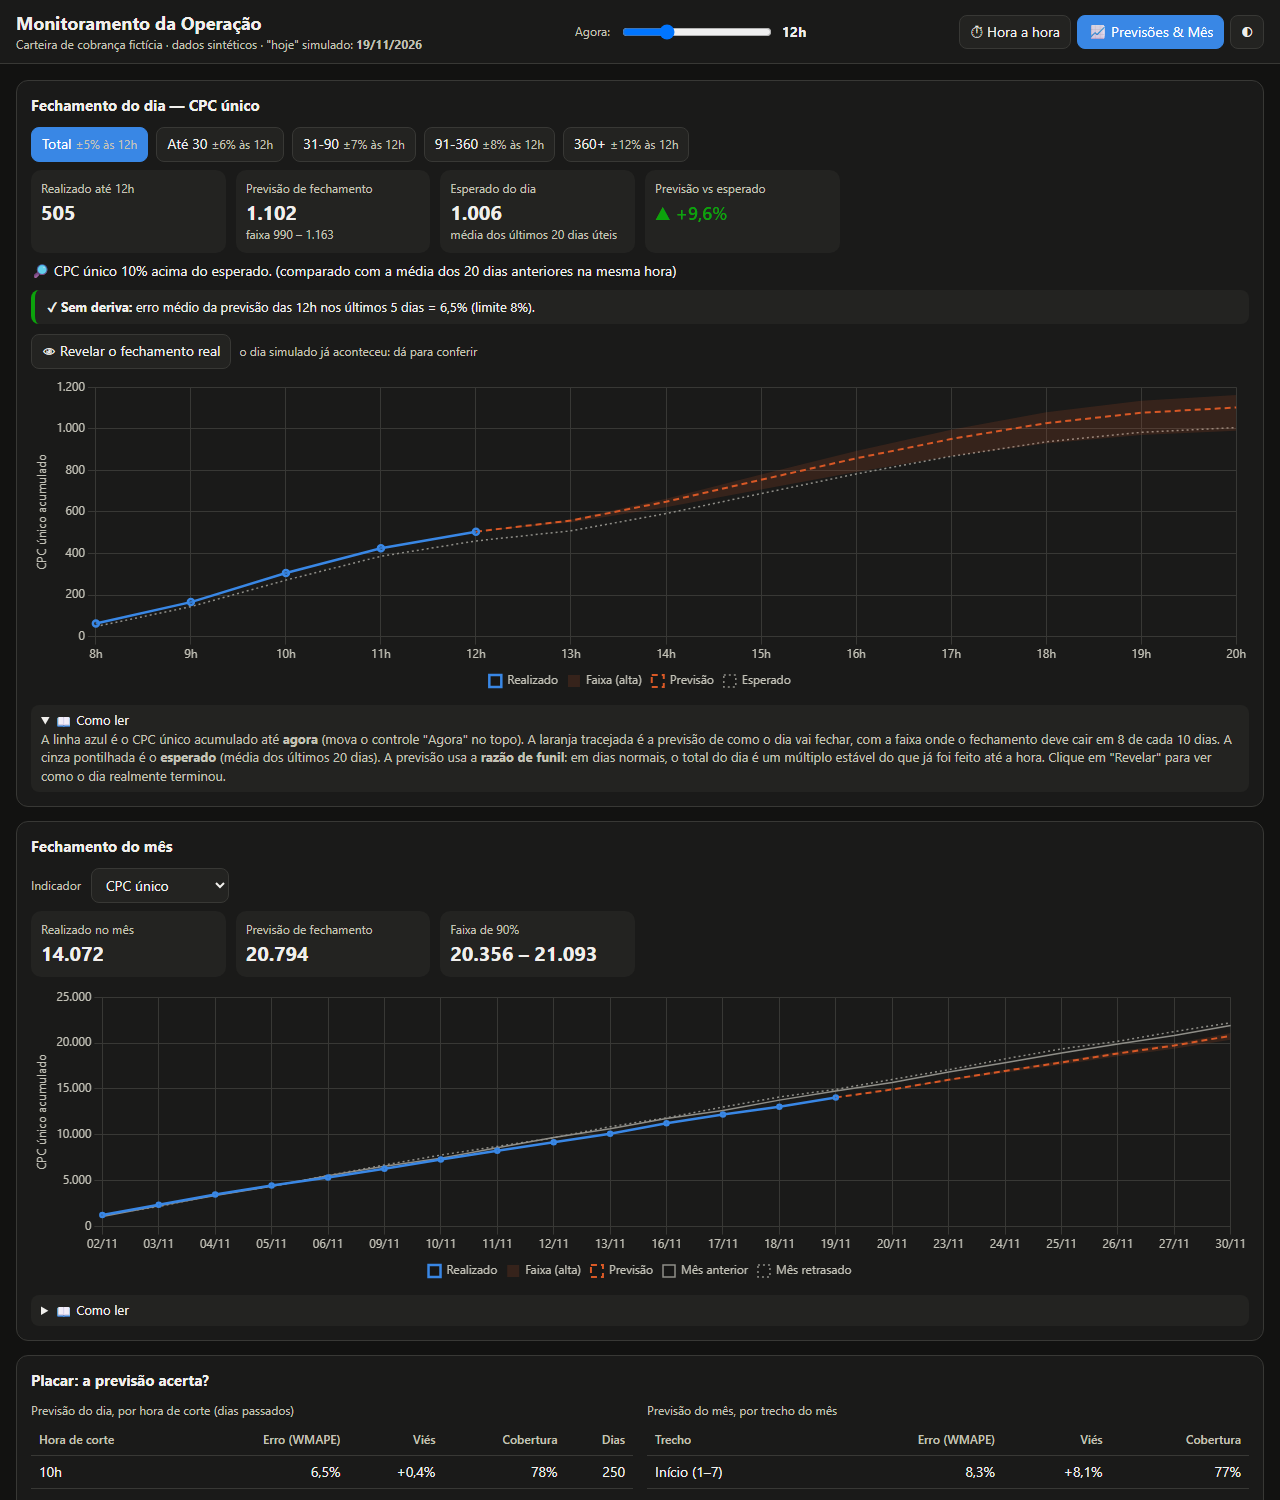 Monitoramento da Operação
Carteira de cobrança fictícia · dados sintéticos · "hoje" simulado: 19/11/2026
Agora: 12h
⏱ Hora a hora
📈 Previsões & Mês
◐
Fechamento do dia — CPC único
Total ±5% às 12h
Até 30 ±6% às 12h
31-90 ±7% às 12h
91-360 ±8% às 12h
360+ ±12% às 12h
Realizado até 12h
505
Previsão de fechamento
1.102
faixa 990 – 1.163
Esperado do dia
1.006
média dos últimos 20 dias úteis
Previsão vs esperado
▲ +9,6%
🔎 CPC único 10% acima do esperado. (comparado com a média dos 20 dias anteriores na mesma hora)
✓ Sem deriva: erro médio da previsão das 12h nos últimos 5 dias = 6,5% (limite 8%).
👁 Revelar o fechamento real
o dia simulado já aconteceu: dá para conferir
CPC único acumulado
1.200
1.000
800
600
400
200
0
8h 9h 10h 11h 12h 13h 14h 15h 16h 17h 18h 19h 20h
Realizado Faixa (alta) Previsão Esperado
▼ 📖 Como ler
A linha azul é o CPC único acumulado até agora (mova o controle "Agora" no topo). A laranja tracejada é a previsão de como o dia vai fechar, com a faixa onde o fechamento deve cair em 8 de cada 10 dias. A
cinza pontilhada é o esperado (média dos últimos 20 dias). A previsão usa a razão de funil: em dias normais, o total do dia é um múltiplo estável do que já foi feito até a hora. Clique em "Revelar" para ver
como o dia realmente terminou.
Fechamento do mês
Indicador CPC único
Realizado no mês
14.072
Previsão de fechamento
20.794
Faixa de 90%
20.356 – 21.093
CPC único acumulado
25.000
20.000
15.000
10.000
5.000
0
02/11 03/11 04/11 05/11 06/11 09/11 10/11 11/11 12/11 13/11 16/11 17/11 18/11 19/11 20/11 23/11 24/11 25/11 26/11 27/11 30/11
Realizado Faixa (alta) Previsão Mês anterior Mês retrasado
▶ 📖 Como ler
Placar: a previsão acerta?
Previsão do dia, por hora de corte (dias passados)
Hora de corte Erro (WMAPE) Viés Cobertura Dias
10h 6,5% +0,4% 78% 250
Previsão do mês, por trecho do mês
Trecho Erro (WMAPE) Viés Cobertura
Início (1–7) 8,3% +8,1% 77%